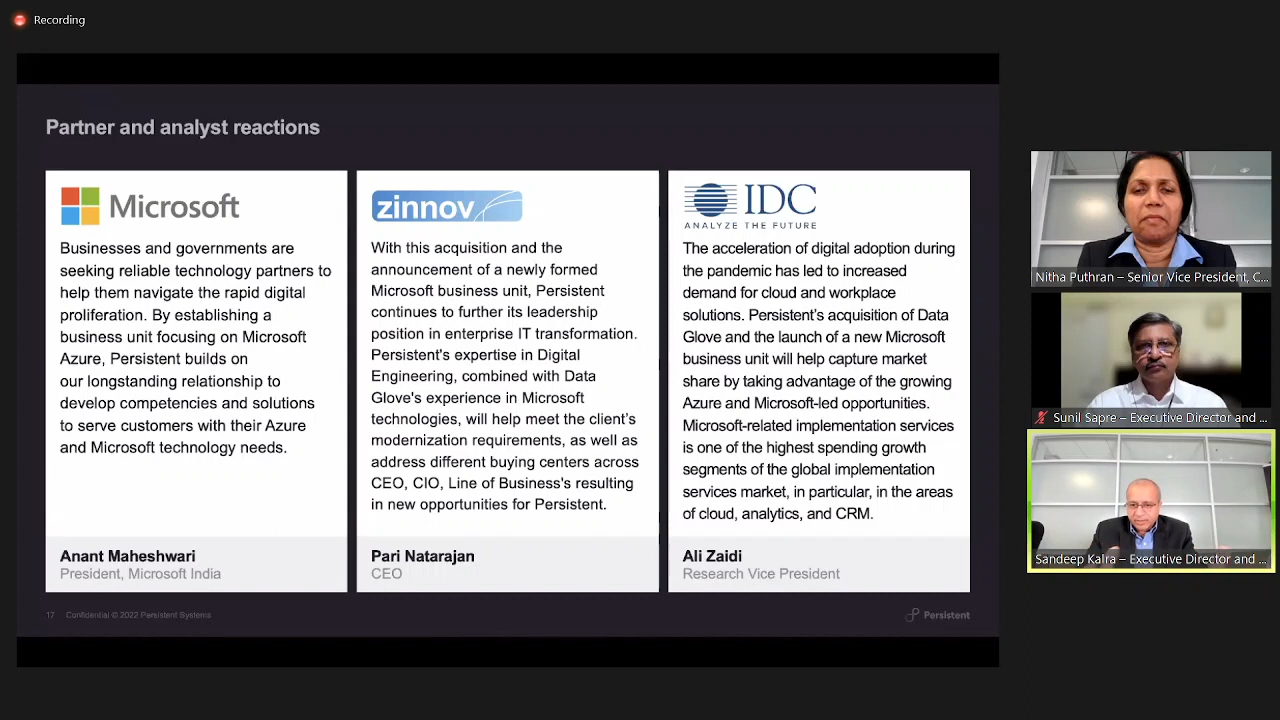 Recording
Partner and analyst reactions
Microsoft
Businesses and governments are
seeking reliable technology partners to
help them navigate the rapid digital
proliferation. By establishing a
business unit focusing on Microsoft
Azure, Persistent builds on
our longstanding relationship to
develop competencies and solutions
to serve customers with their Azure
and Microsoft technology needs.
Anant Maheshwari
President, Microsoft India
zinnov
With this acquisition and the
announcement of a newly formed
Microsoft business unit, Persistent
continues to further its leadership
position in enterprise IT transformation.
Persistent's expertise in Digital
Engineering, combined with Data
Glove's experience in Microsoft
technologies, will help meet the client's
modernization requirements, as well as
address different buying centers across
CEO, CIO, Line of Business's resulting
in new opportunities for Persistent.
Pari Natarajan
CEO
IDC
ANALYZE THE FUTURE
The acceleration of digital adoption during
the pandemic has led to increased
demand for cloud and workplace
solutions. Persistent's acquisition of Data
Glove and the launch of a new Microsoft
business unit will help capture market
share by taking advantage of the growing
Azure and Microsoft-led opportunities.
Microsoft-related implementation services
is one of the highest spending growth
segments of the global implementation
services market, in particular, in the areas
of cloud, analytics, and CRM.
Ali Zaidi
Research Vice President
17 Confidential © 2022 Persistent Systems
Persistent
Nitha Puthran – Senior Vice President, C...
Sunil Sapre – Executive Director and ...
Sandeep Kalra – Executive Director and ...